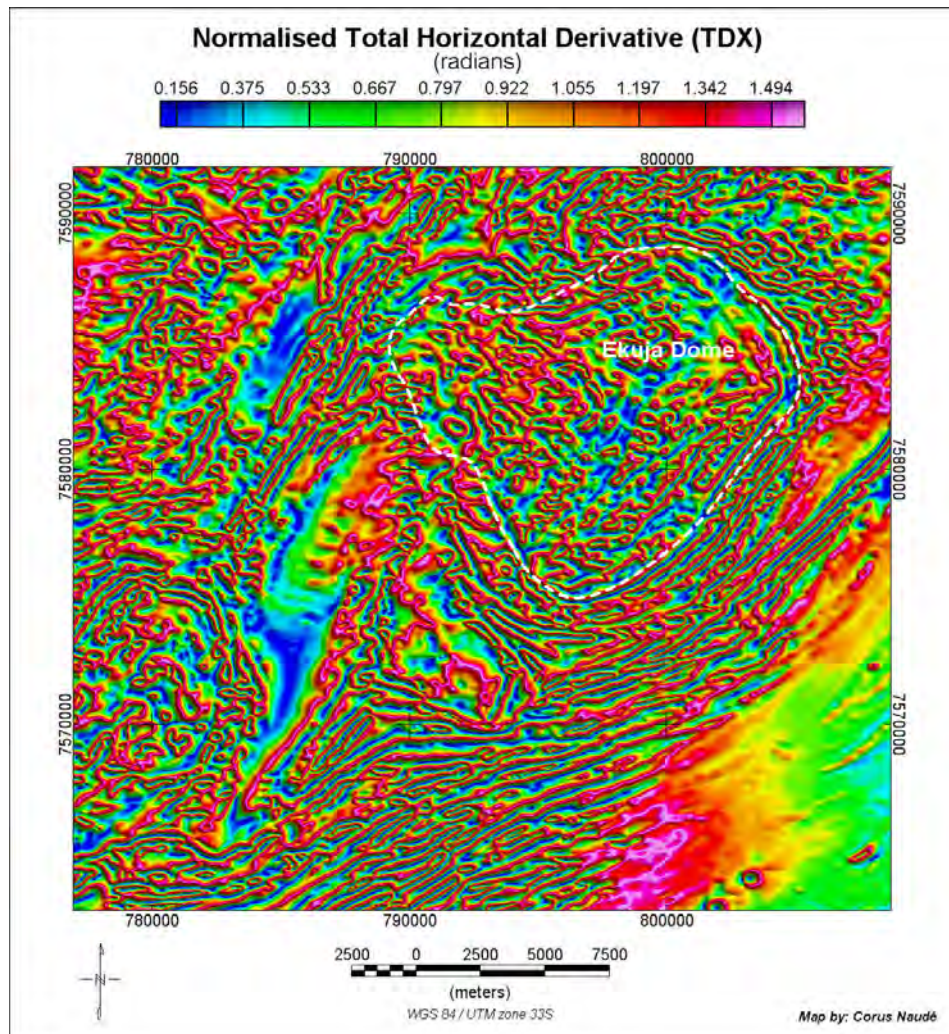 Normalised Total Horizontal Derivative (TDX)
(radians)
0.156 0.375 0.533 0.667 0.797 0.922 1.055 1.197 1.342 1.494
780000 790000 800000
7590000 7590000
Ekuja Dome
7580000 7580000
7570000 7570000
780000 790000 800000
2500 0 2500 5000 7500
(meters)
WGS 84 / UTM zone 33S
N
Map by: Corus Naudé